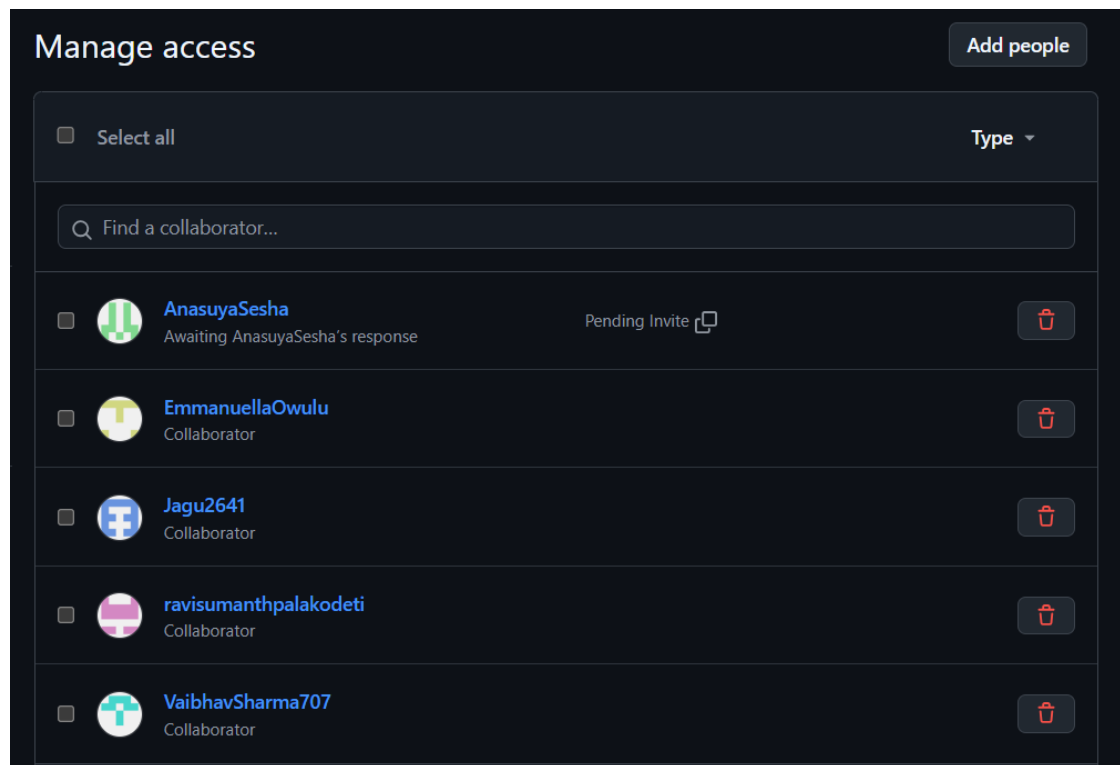 Manage access
Add people
Select all
Type
Find a collaborator...
AnasuyaSesha
Awaiting AnasuyaSesha's response
Pending Invite
EmmanuellaOwulu
Collaborator
Jagu2641
Collaborator
ravisumanthpalakodeti
Collaborator
VaibhavSharma707
Collaborator